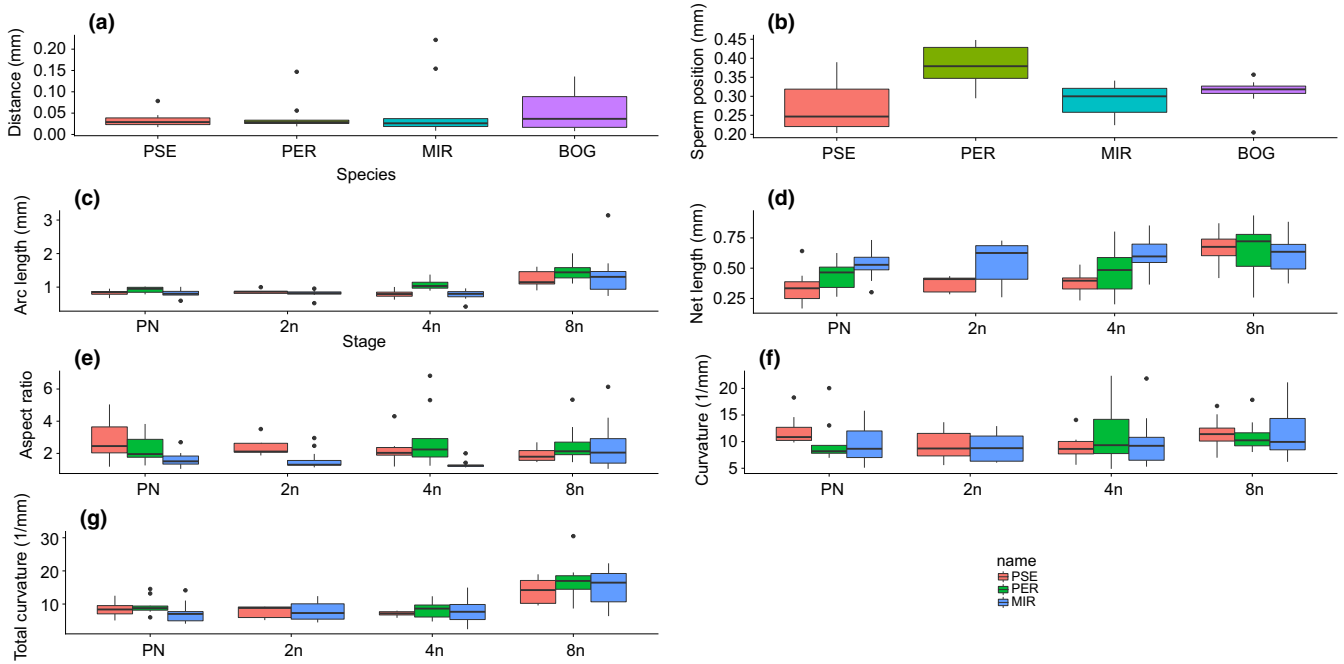 (a)
Distance (mm)
0.20
0.15
0.10
0.05
0.00
PSE PER MIR BOG
Species
(b)
Sperm position (mm)
0.45
0.40
0.35
0.30
0.25
0.20
PSE PER MIR BOG
(c)
Arc length (mm)
3
2
1
PN 2n 4n 8n
Stage
(d)
Net length (mm)
0.75
0.50
0.25
PN 2n 4n 8n
(e)
Aspect ratio
6
4
2
PN 2n 4n 8n
(f)
Curvature (1/mm)
20
15
10
5
PN 2n 4n 8n
(g)
Total curvature (1/mm)
30
20
10
PN 2n 4n 8n
name
PSE
PER
MIR